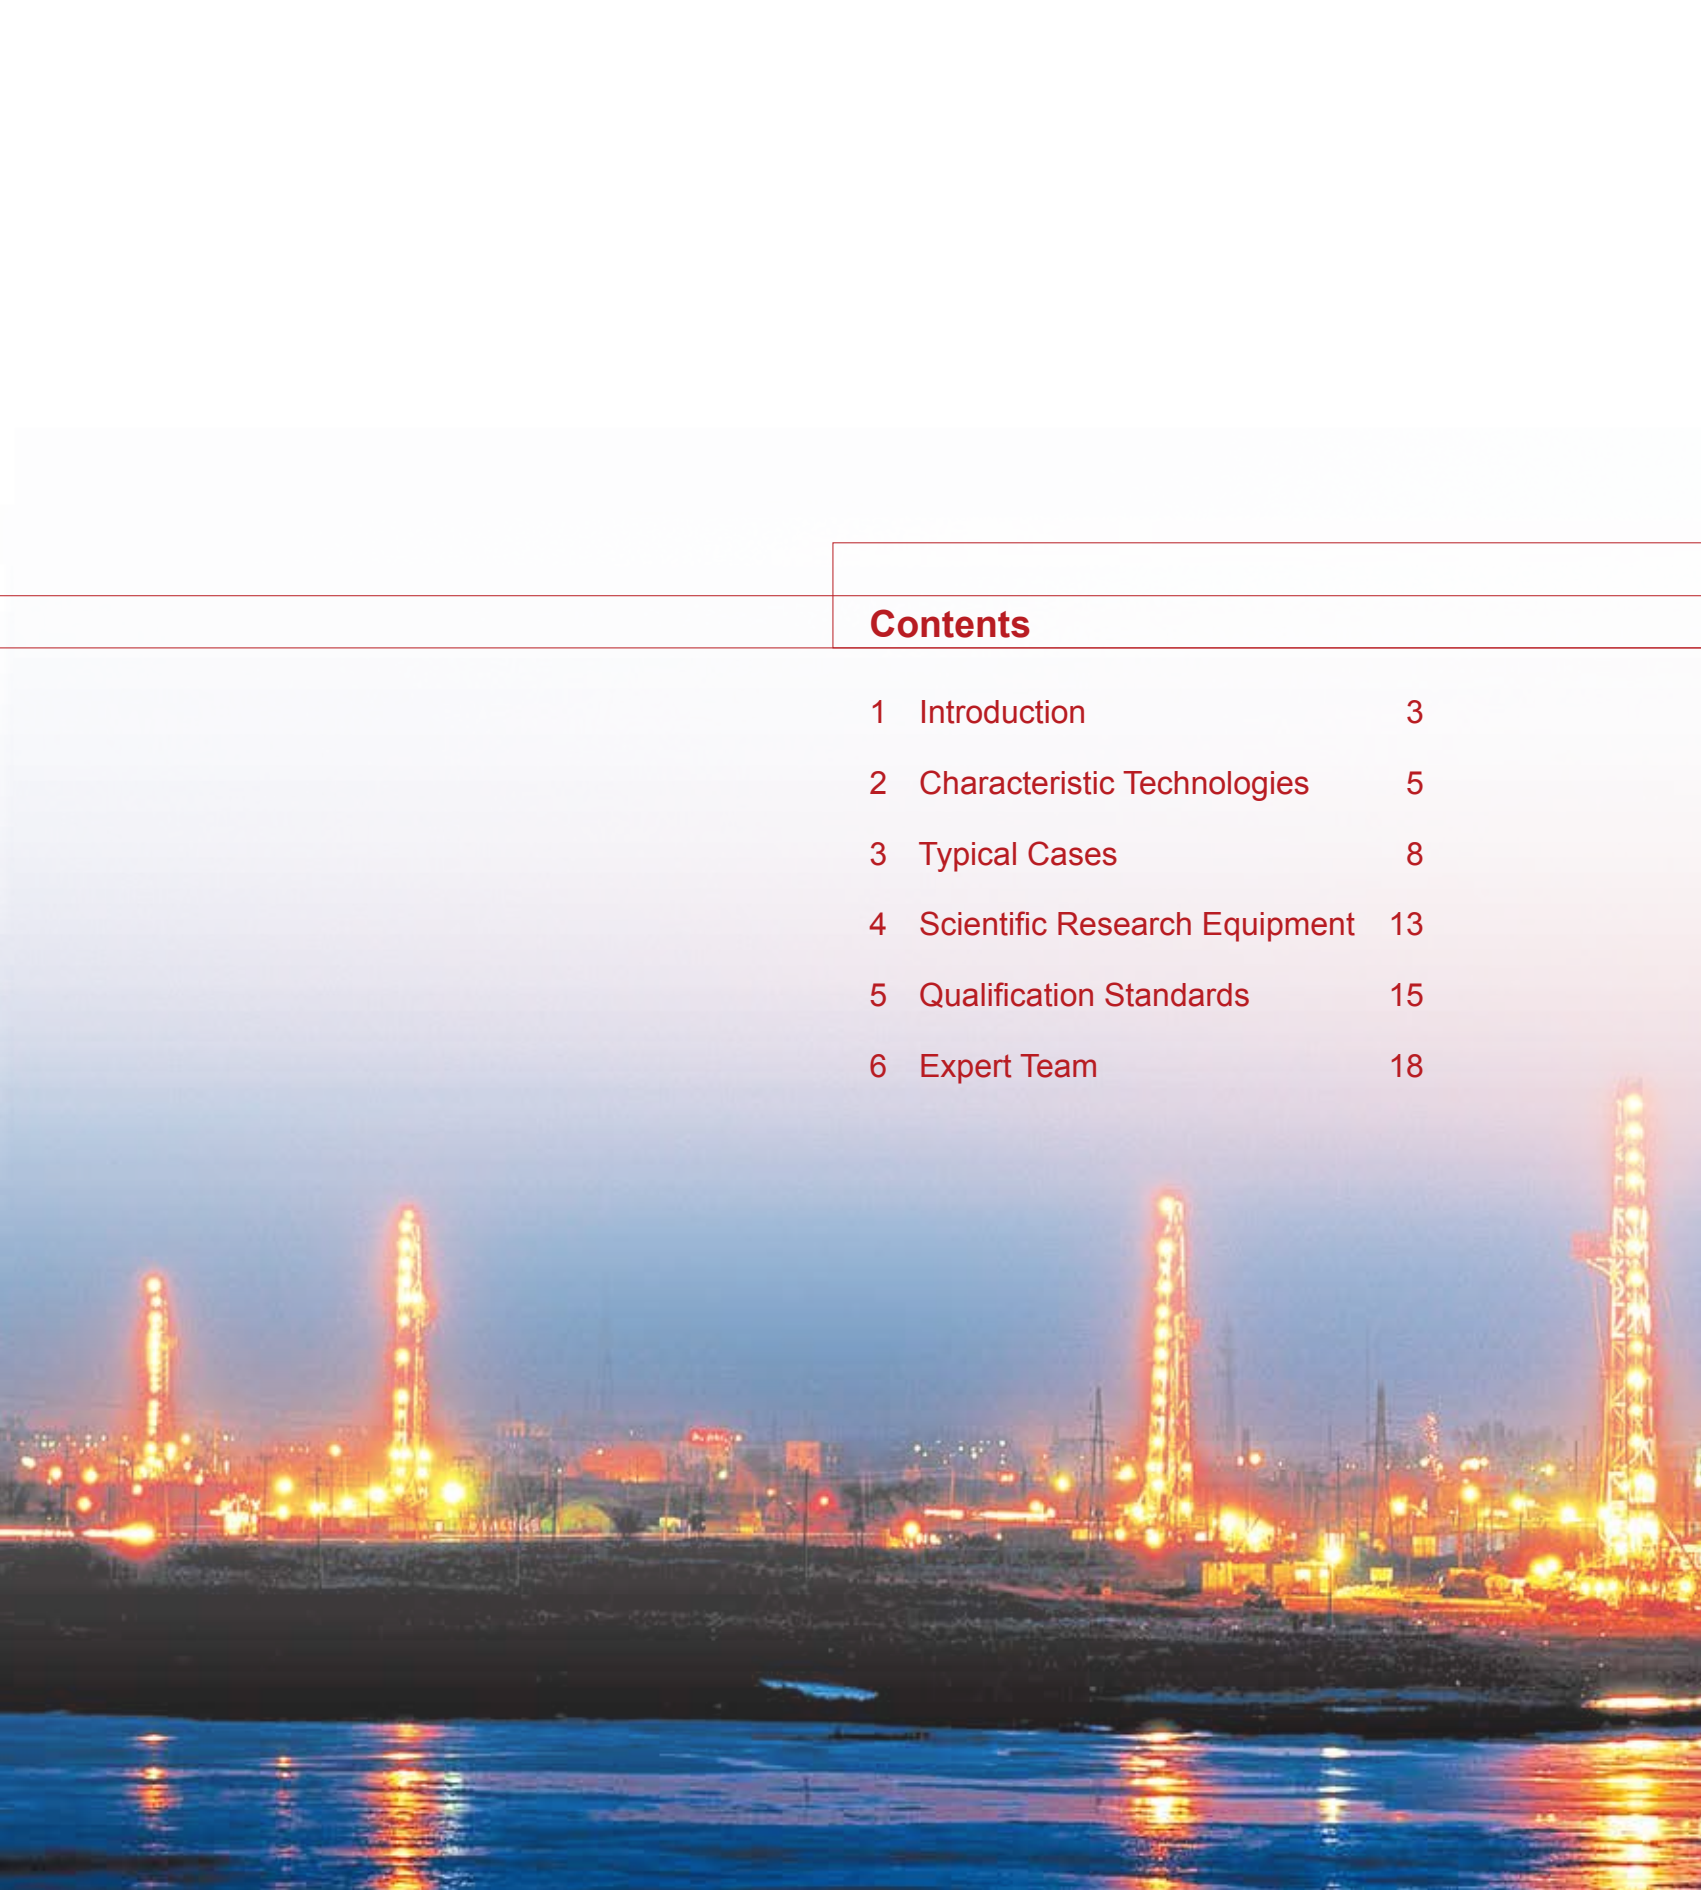 Contents
1 Introduction 3
2 Characteristic Technologies 5
3 Typical Cases 8
4 Scientific Research Equipment 13
5 Qualification Standards 15
6 Expert Team 18